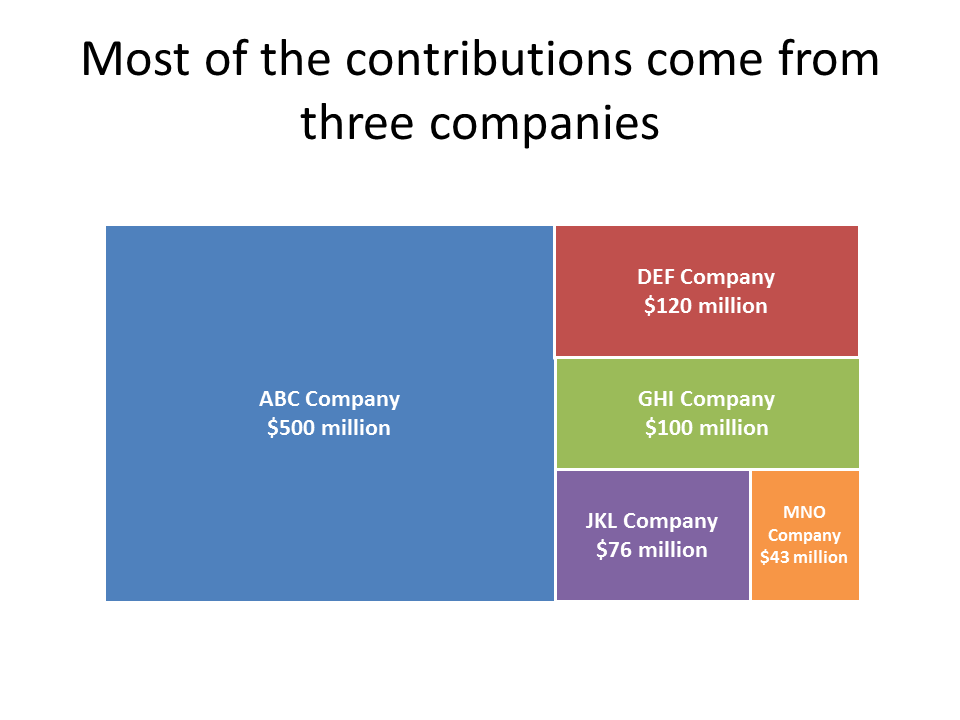 Most of the contributions come from
three companies
DEF Company
$120 million
ABC Company
$500 million
GHI Company
$100 million
JKL Company
$76 million
MNO
Company
$43 million